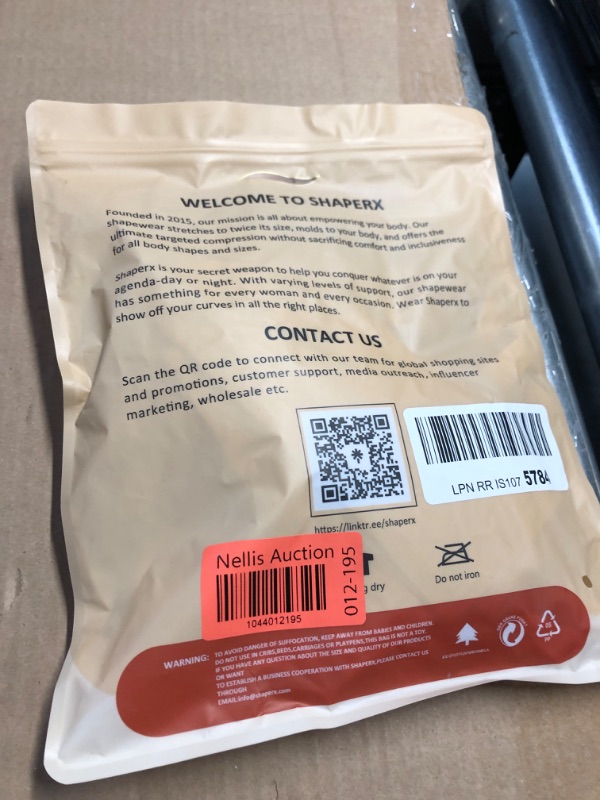 WELCOME TO SHAPERX
Founded in 2015, our mission is all about empowering your body. Our
shapewear stretches to twice its size, molds to your body, and offers the
ultimate targeted compression without sacrificing comfort and inclusiveness
for all body shapes and sizes.
Shaperx is your secret weapon to help you conquer whatever is on your
agenda-day or night. With varying levels of support, our shapewear
has something for every woman and every occasion. Wear Shaperx to
show off your curves in all the right places.
CONTACT US
Scan the QR code to connect with our team for global shopping sites
and promotions, customer support, media outreach, influencer
marketing, wholesale etc.
LPN RR IS107 5784
https://linktr.ee/shaperx
Nellis Auction
1044012195
012-195
g dry
Do not iron
WARNING: TO AVOID DANGER OF SUFFOCATION, KEEP AWAY FROM BABIES AND CHILDREN.
DO NOT USE IN CRIBS,BEDS,CARRIAGES OR PLAYPENS.THIS BAG IS NOT A TOY.
IF YOU HAVE ANY QUESTION ABOUT THE SIZE AND QUALITY OF OUR PRODUCTS
OR WANT
TO ESTABLISH A BUSINESS COOPERATION WITH SHAPERX,PLEASE CONTACT US
THROUGH
EMAIL:info@shaperx.com
PP